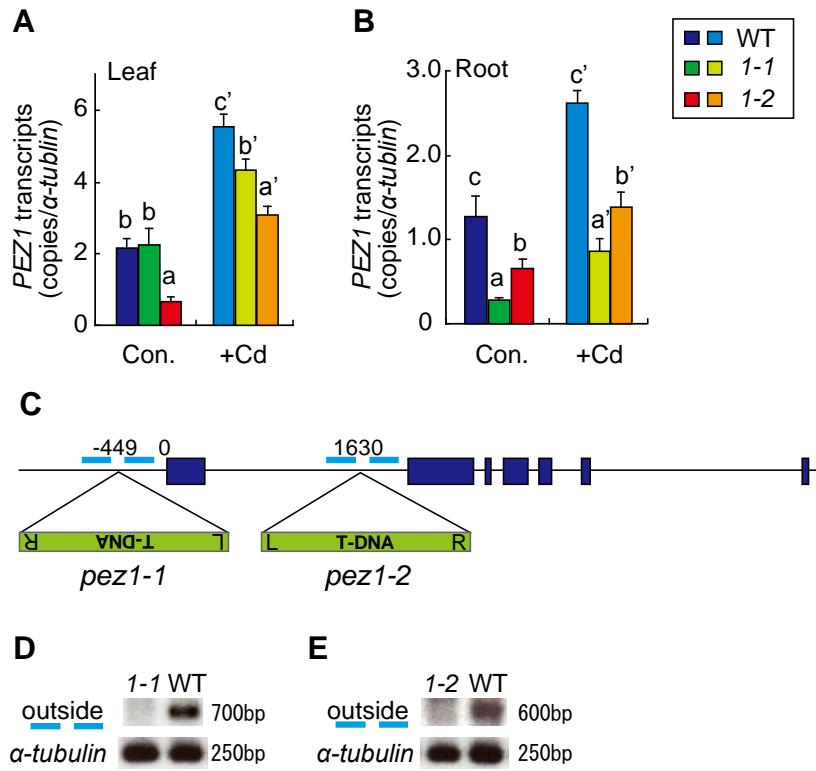 A
Leaf
PEZ1 transcripts
(copies/α-tublin)
6
4
2
0
b
b
a
c’
b’
a’
Con.
+Cd
B
Root
PEZ1 transcripts
(copies/α-tublin)
3.0
2.0
1.0
0
c
a
b
c’
a’
b’
Con.
+Cd
WT
1-1
1-2
C
-449
0
1630
R
T-DNA
L
L
T-DNA
R
pez1-1
pez1-2
D
1-1 WT
outside
700bp
α-tubulin
250bp
E
1-2 WT
outside
600bp
α-tubulin
250bp